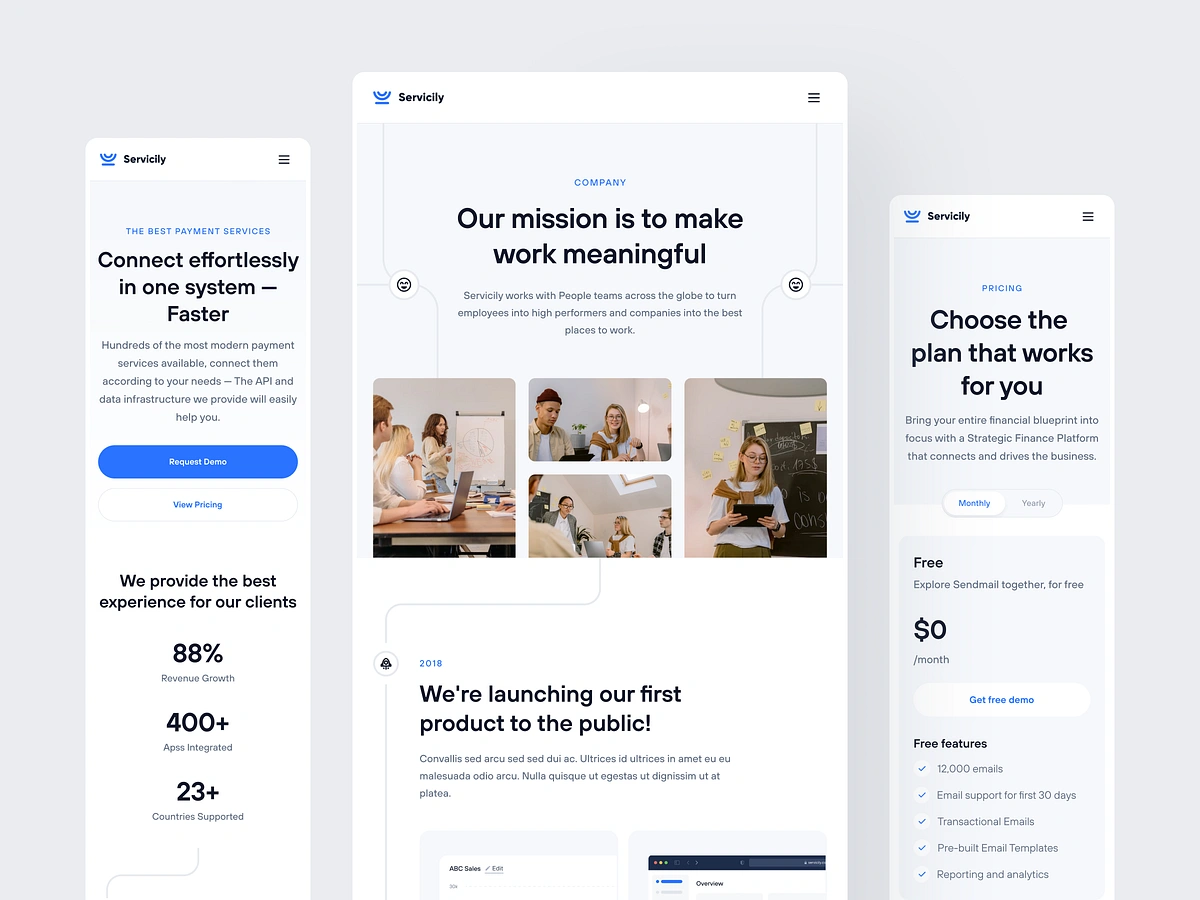 Servicily
THE BEST PAYMENT SERVICES
Connect effortlessly
in one system —
Faster
Hundreds of the most modern payment
services available, connect them
according to your needs — The API and
data infrastructure we provide will easily
help you.
Request Demo
View Pricing
We provide the best
experience for our clients
88%
Revenue Growth
400+
Apss Integrated
23+
Countries Supported
Servicily
COMPANY
Our mission is to make
work meaningful
Servicily works with People teams across the globe to turn
employees into high performers and companies into the best
places to work.
2018
We're launching our first
product to the public!
Convallis sed arcu sed sed dui ac. Ultrices id ultrices in amet eu eu
malesuada odio arcu. Nulla quisque ut egestas ut dignissim ut at
platea.
ABC Sales Edit
30k
Overview
Servicily
PRICING
Choose the
plan that works
for you
Bring your entire financial blueprint into
focus with a Strategic Finance Platform
that connects and drives the business.
Monthly Yearly
Free
Explore Sendmail together, for free
$0
/month
Get free demo
Free features
12,000 emails
Email support for first 30 days
Transactional Emails
Pre-built Email Templates
Reporting and analytics